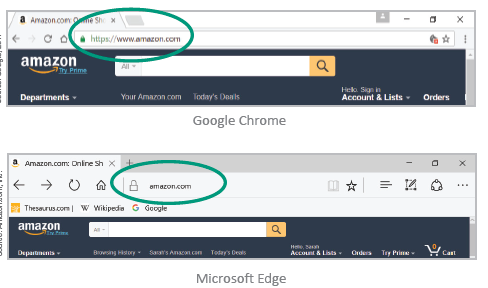 Amazon.com: Online Sho
https://www.amazon.com
amazon
Try Prime
All
Hello. Sign in
Departments Your Amazon.com Today's Deals Account & Lists Orders
Google Chrome
Amazon.com: Online Sh
amazon.com
Thesaurus.com W Wikipedia G Google
amazon
Try Prime
All
Hello, Sarah
0
Departments Browsing History Sarah's Amazon.com Today's Deals Account & Lists Orders Try Prime Cart
Microsoft Edge